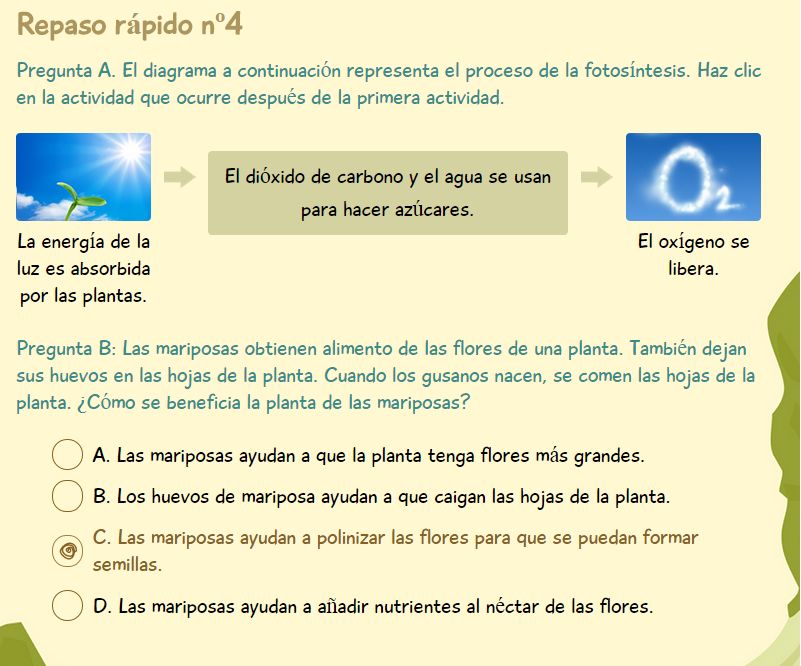 Repaso rápido nº4
Pregunta A. El diagrama a continuación representa el proceso de la fotosíntesis. Haz clic
en la actividad que ocurre después de la primera actividad.
El dióxido de carbono y el agua se usan
para hacer azúcares.
O2
La energía de la
luz es absorbida
por las plantas.
El oxígeno se
libera.
Pregunta B: Las mariposas obtienen alimento de las flores de una planta. También dejan
sus huevos en las hojas de la planta. Cuando los gusanos nacen, se comen las hojas de la
planta. ¿Cómo se beneficia la planta de las mariposas?
A. Las mariposas ayudan a que la planta tenga flores más grandes.
B. Los huevos de mariposa ayudan a que caigan las hojas de la planta.
C. Las mariposas ayudan a polinizar las flores para que se puedan formar
semillas.
D. Las mariposas ayudan a añadir nutrientes al néctar de las flores.